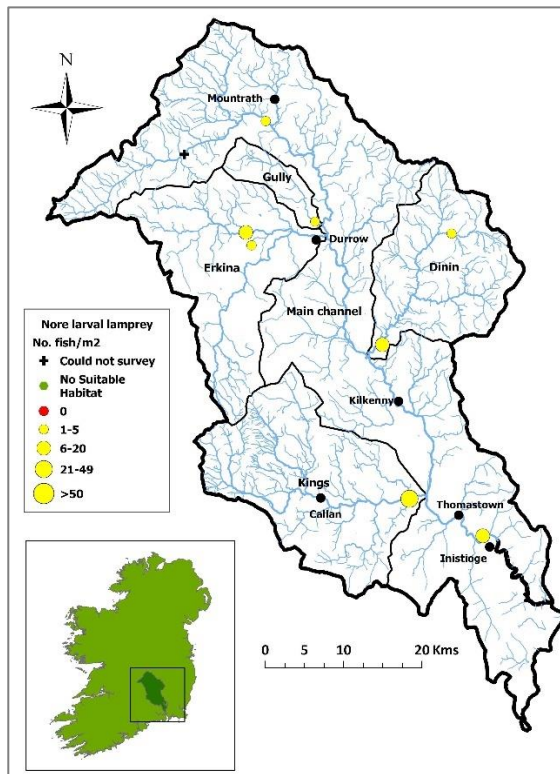 N
Mountrath
Gully
Durrow
Erkina
Dinin
Main channel
Nore larval lamprey
No. fish/m2
Could not survey
No Suitable
Habitat
0
1-5
6-20
21-49
>50
Kilkenny
Kings
Callan
Thomastown
Inistioge
0 5 10 20 Kms